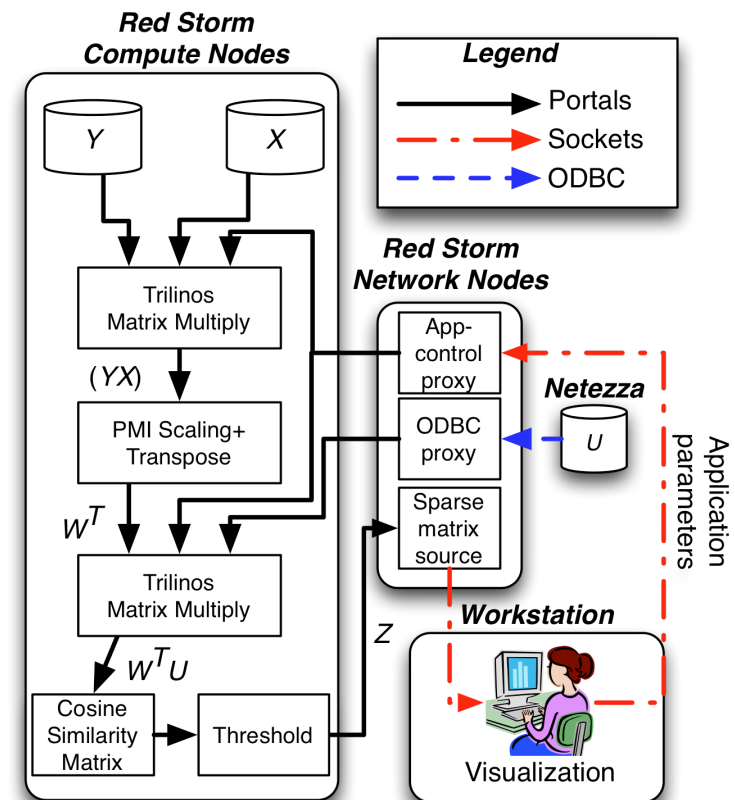 Red Storm
Compute Nodes
Legend
Portals
Sockets
ODBC
Y
X
Trilinos
Matrix Multiply
(YX)
PMI Scaling+
Transpose
W^T
Trilinos
Matrix Multiply
W^T U
Cosine
Similarity
Matrix
Threshold
Z
Red Storm
Network Nodes
App-
control
proxy
ODBC
proxy
Sparse
matrix
source
Netezza
U
Application
parameters
Workstation
Visualization